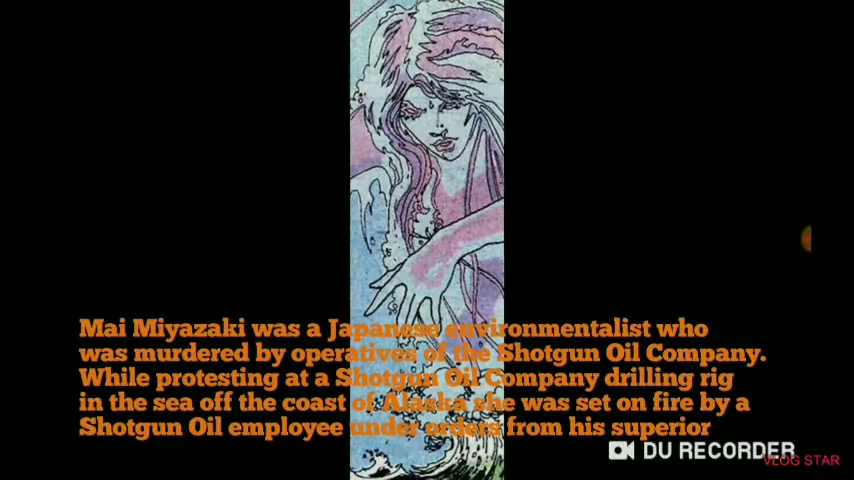 Mai Miyazaki was a Japanese environmentalist who
was murdered by operatives of the Shotgun Oil Company.
While protesting at a Shotgun Oil Company drilling rig
in the sea off the coast of Alaska she was set on fire by a
Shotgun Oil employee under orders from his superior
DU RECORDER
VLOG STAR